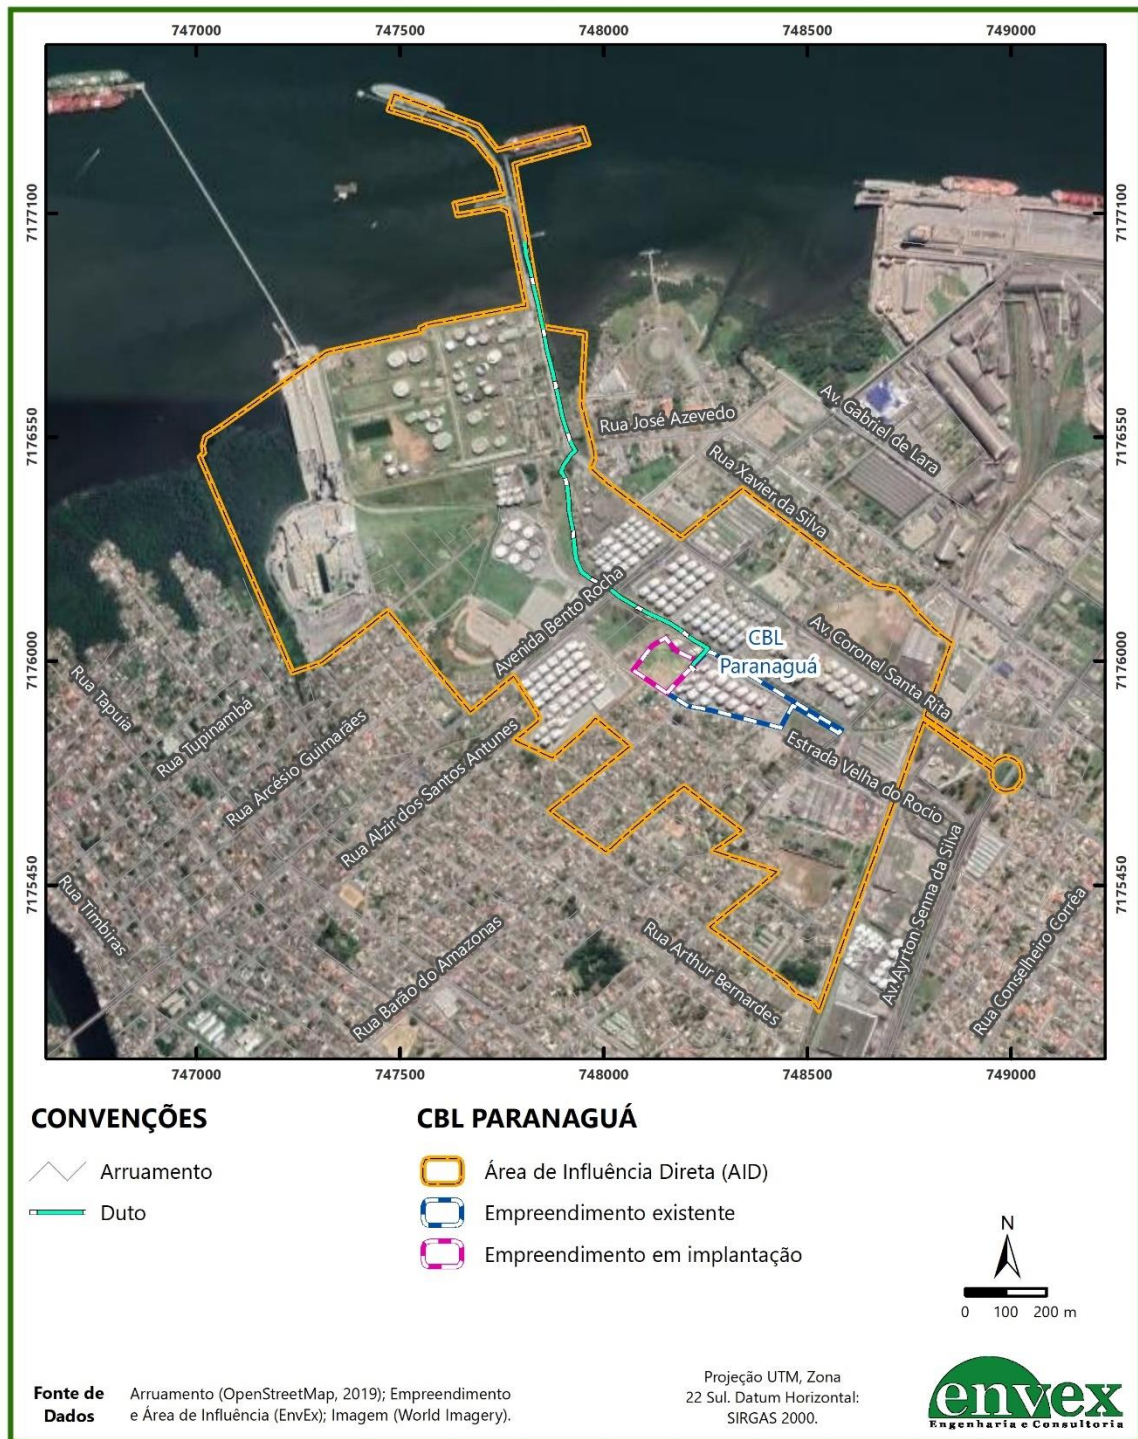 747000
747500
748000
748500
749000
7177100
7177100
Rua José Azevedo
Av. Gabriel de Lara
7176550
7176550
Rua Xavier da Silva
Avenida Bento Rocha
CBL
Paranaguá
Av. Coronel Santa Rita
7176000
7176000
Rua Tapuia
Rua Tupinambá
Rua Arcésio Guimarães
Rua Alzir dos Santos Antunes
Estrada Velha do Rocio
7175450
7175450
Rua Timbiras
Rua Barão do Amazonas
Rua Arthur Bernardes
Av. Ayrton Senna da Silva
Rua Conselheiro Corrêa
747000
747500
748000
748500
749000
CONVENÇÕES
Arruamento
Duto
CBL PARANAGUÁ
Área de Influência Direta (AID)
Empreendimento existente
Empreendimento em implantação
N
0 100 200 m
Fonte de
Dados
Arruamento (OpenStreetMap, 2019); Empreendimento
e Área de Influência (EnvEx); Imagem (World Imagery).
Projeção UTM, Zona
22 Sul. Datum Horizontal:
SIRGAS 2000.
envex
Engenharia e Consultoria